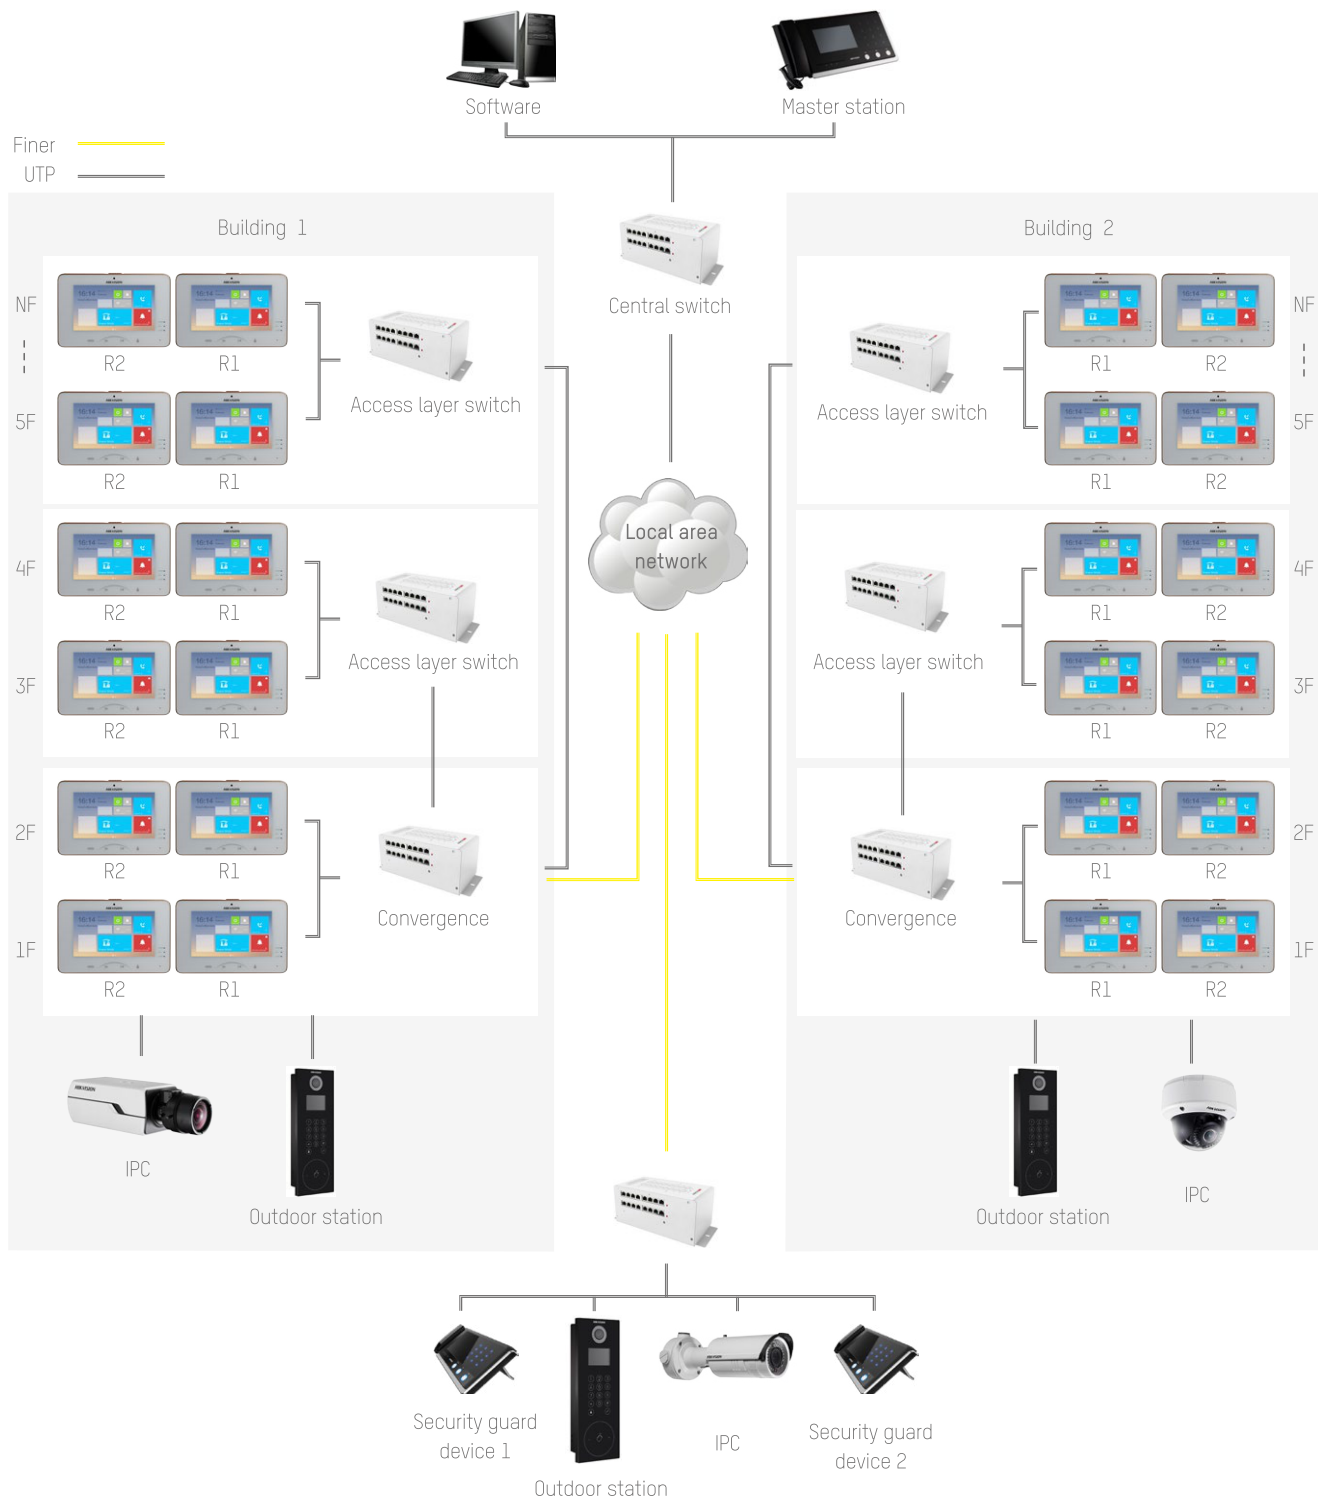 Software
Master station
Finer
UTP
Building 1
Building 2
NF
R2
R1
5F
R2
R1
Access layer switch
4F
R2
R1
3F
R2
R1
Access layer switch
2F
R2
R1
1F
R2
R1
Convergence
IPC
Outdoor station
Central switch
Local area
network
NF
R1
R2
5F
R1
R2
Access layer switch
4F
R1
R2
3F
R1
R2
Access layer switch
2F
R1
R2
1F
R1
R2
Convergence
Outdoor station
IPC
Security guard
device 1
Outdoor station
IPC
Security guard
device 2